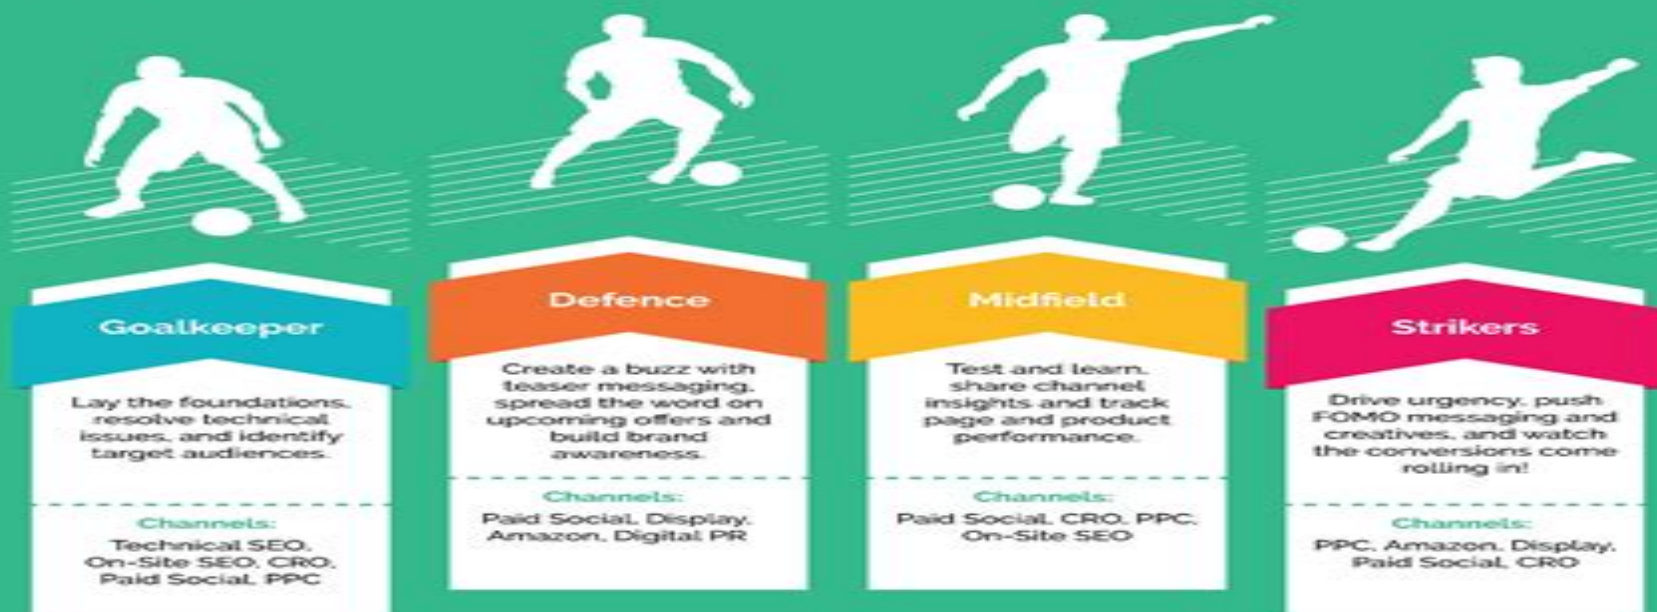 Goalkeeper
Lay the foundations,
resolve technical
issues, and identify
target audiences.
Channels:
Technical SEO,
On-Site SEO, CRO,
Paid Social, PPC
Defence
Create a buzz with
teaser messaging,
spread the word on
upcoming offers and
build brand
awareness.
Channels:
Paid Social, Display,
Amazon, Digital PR
Midfield
Test and learn,
share channel
insights and track
page and product
performance.
Channels:
Paid Social, CRO, PPC,
On-Site SEO
Strikers
Drive urgency, push
FOMO messaging and
creatives, and watch
the conversions come
rolling in!
Channels:
PPC, Amazon, Display,
Paid Social, CRO